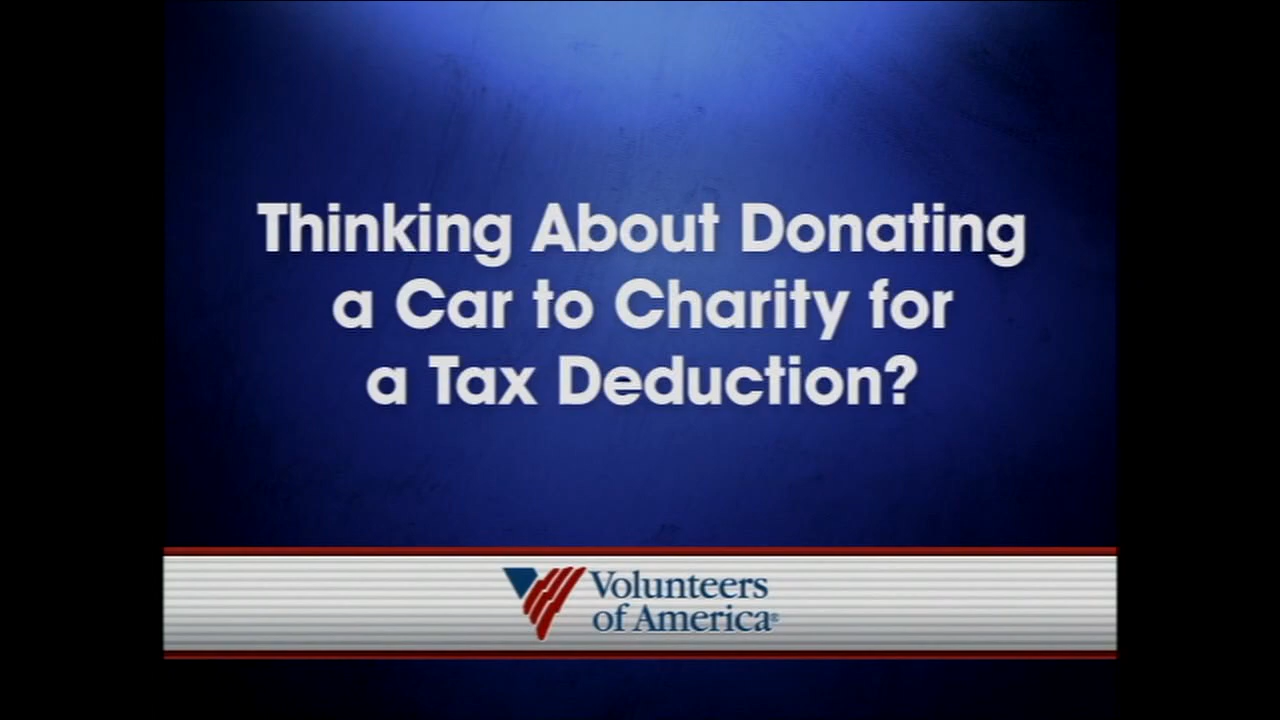 Thinking About Donating
a Car to Charity for
a Tax Deduction?
Volunteers
of America®